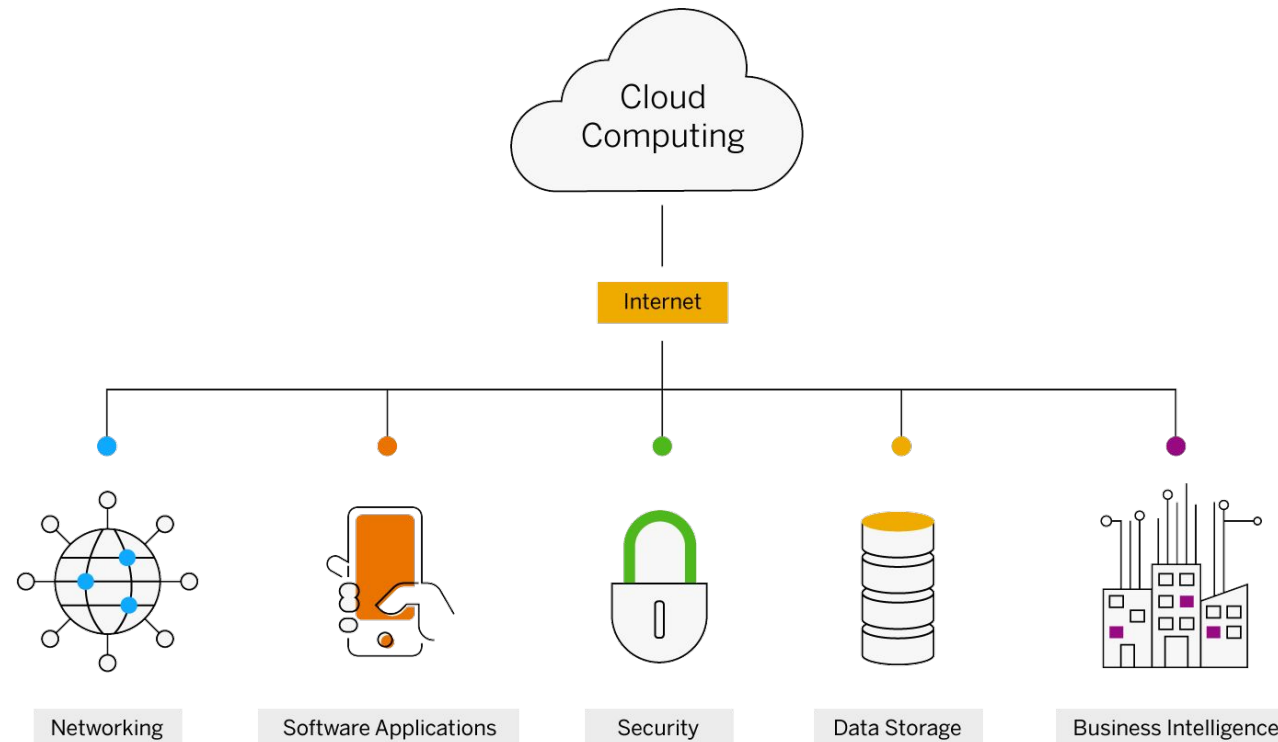 Cloud
Computing
Internet
Networking
Software Applications
Security
Data Storage
Business Intelligence